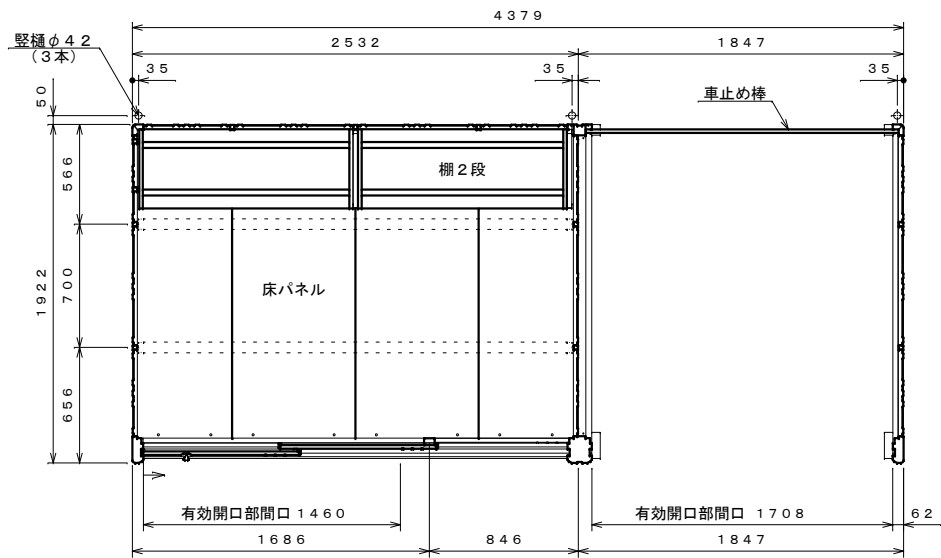 4379
竪樋φ42
(3本)
2532
1847
35
35
35
50
車止め棒
566
棚2段
1922
700
床パネル
656
有効開口部間口 1460
有効開口部間口 1708
62
1686
846
1847